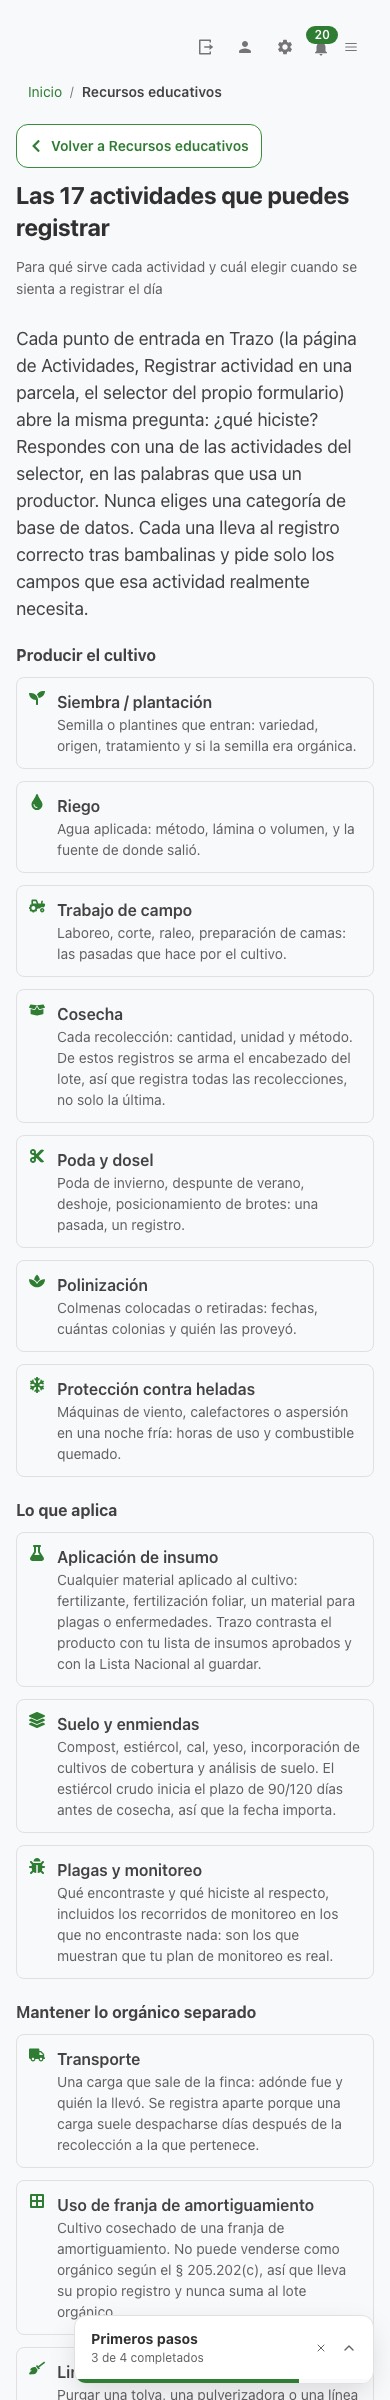 20
Inicio / Recursos educativos
Volver a Recursos educativos
Las 17 actividades que puedes
registrar
Para qué sirve cada actividad y cuál elegir cuando se
sienta a registrar el día
Cada punto de entrada en Trazo (la página
de Actividades, Registrar actividad en una
parcela, el selector del propio formulario)
abre la misma pregunta: ¿qué hiciste?
Respondes con una de las actividades del
selector, en las palabras que usa un
productor. Nunca eliges una categoría de
base de datos. Cada una lleva al registro
correcto tras bambalinas y pide solo los
campos que esa actividad realmente
necesita.
Producir el cultivo
Siembra / plantación
Semilla o plantines que entran: variedad,
origen, tratamiento y si la semilla era orgánica.
Riego
Agua aplicada: método, lámina o volumen, y la
fuente de donde salió.
Trabajo de campo
Laboreo, corte, raleo, preparación de camas:
las pasadas que hace por el cultivo.
Cosecha
Cada recolección: cantidad, unidad y método.
De estos registros se arma el encabezado del
lote, así que registra todas las recolecciones,
no solo la última.
Poda y dosel
Poda de invierno, despunte de verano,
deshoje, posicionamiento de brotes: una
pasada, un registro.
Polinización
Colmenas colocadas o retiradas: fechas,
cuántas colonias y quién las proveyó.
Protección contra heladas
Máquinas de viento, calefactores o aspersión
en una noche fría: horas de uso y combustible
quemado.
Lo que aplica
Aplicación de insumo
Cualquier material aplicado al cultivo:
fertilizante, fertilización foliar, un material para
plagas o enfermedades. Trazo contrasta el
producto con tu lista de insumos aprobados y
con la Lista Nacional al guardar.
Suelo y enmiendas
Compost, estiércol, cal, yeso, incorporación de
cultivos de cobertura y análisis de suelo. El
estiércol crudo inicia el plazo de 90/120 días
antes de cosecha, así que la fecha importa.
Plagas y monitoreo
Qué encontraste y qué hiciste al respecto,
incluidos los recorridos de monitoreo en los
que no encontraste nada: son los que
muestran que tu plan de monitoreo es real.
Mantener lo orgánico separado
Transporte
Una carga que sale de la finca: adónde fue y
quién la llevó. Se registra aparte porque una
carga suele despacharse días después de la
recolección a la que pertenece.
Uso de franja de amortiguamiento
Cultivo cosechado de una franja de
amortiguamiento. No puede venderse como
orgánico según el § 205.202(c), así que lleva
su propio registro y nunca suma al lote
orgánico.
Primeros pasos
3 de 4 completados
Purgar una tolva, una pulverizadora o una línea